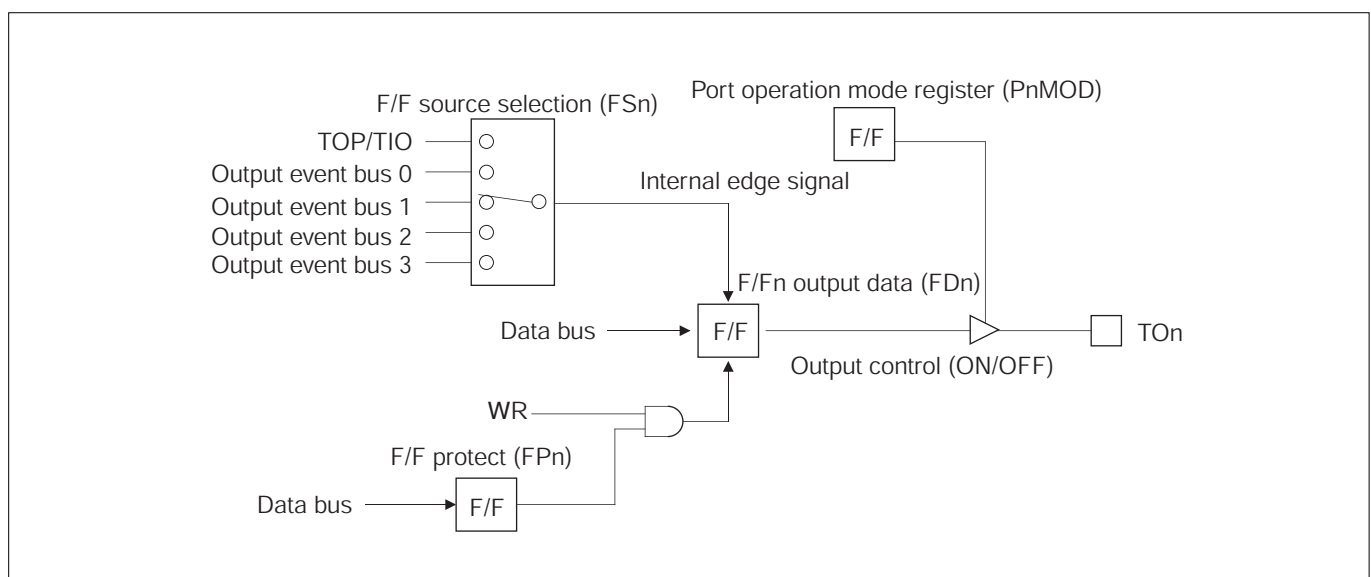 Port operation mode register (PnMOD)
F/F source selection (FSn)
F/F
TOP/TIO
Output event bus 0
Internal edge signal
Output event bus 1
Output event bus 2
Output event bus 3
F/Fn output data (FDn)
Data bus
F/F
TOn
Output control (ON/OFF)
WR
F/F protect (FPn)
Data bus
F/F